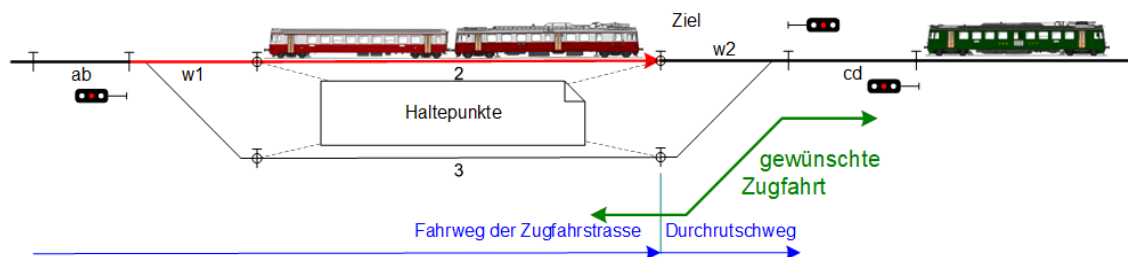 Ziel
ab
w1
2
w2
cd
Haltepunkte
3
gewünschte
Zugfahrt
Fahrweg der Zugfahrstrasse
Durchrutschweg